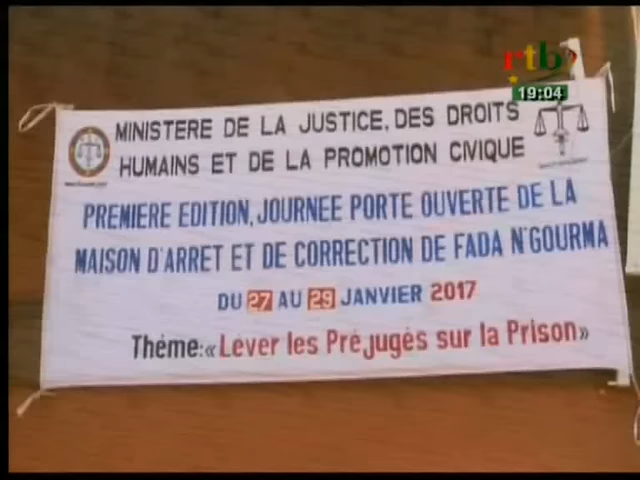 rtb
19:04
MINISTERE DE LA JUSTICE, DES DROITS
HUMAINS ET DE LA PROMOTION CIVIQUE
PREMIERE EDITION, JOURNEE PORTE OUVERTE DE LA
MAISON D'ARRET ET DE CORRECTION DE FADA N'GOURMA
DU 27 AU 29 JANVIER 2017
Thème: «Lever les Préjugés sur la Prison»